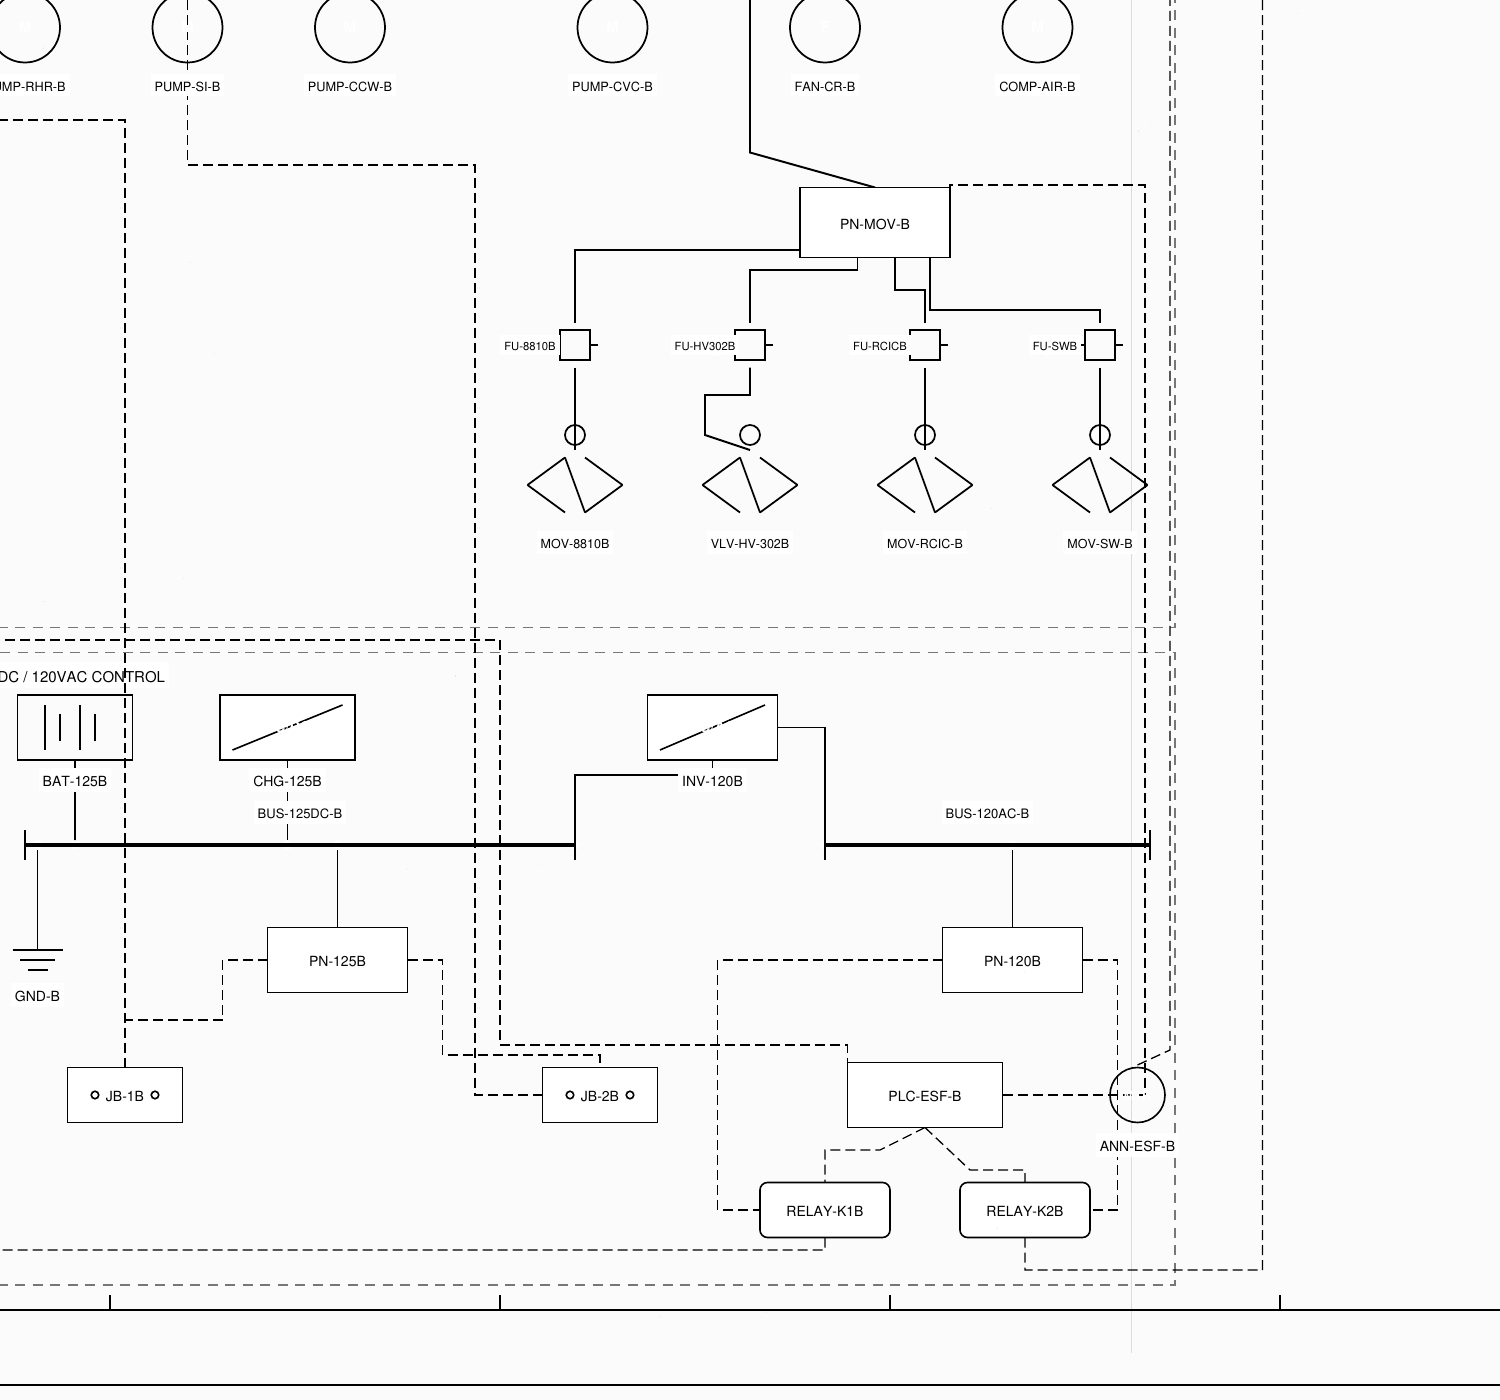 UMP-RHR-B
PUMP-SI-B
PUMP-CCW-B
PUMP-CVC-B
FAN-CR-B
COMP-AIR-B
PN-MOV-B
FU-8810B
FU-HV302B
FU-RCICB
FU-SWB
MOV-8810B
VLV-HV-302B
MOV-RCIC-B
MOV-SW-B
DC / 120VAC CONTROL
BAT-125B
CHG-125B
INV-120B
BUS-125DC-B
BUS-120AC-B
PN-125B
PN-120B
GND-B
JB-1B
JB-2B
PLC-ESF-B
ANN-ESF-B
RELAY-K1B
RELAY-K2B